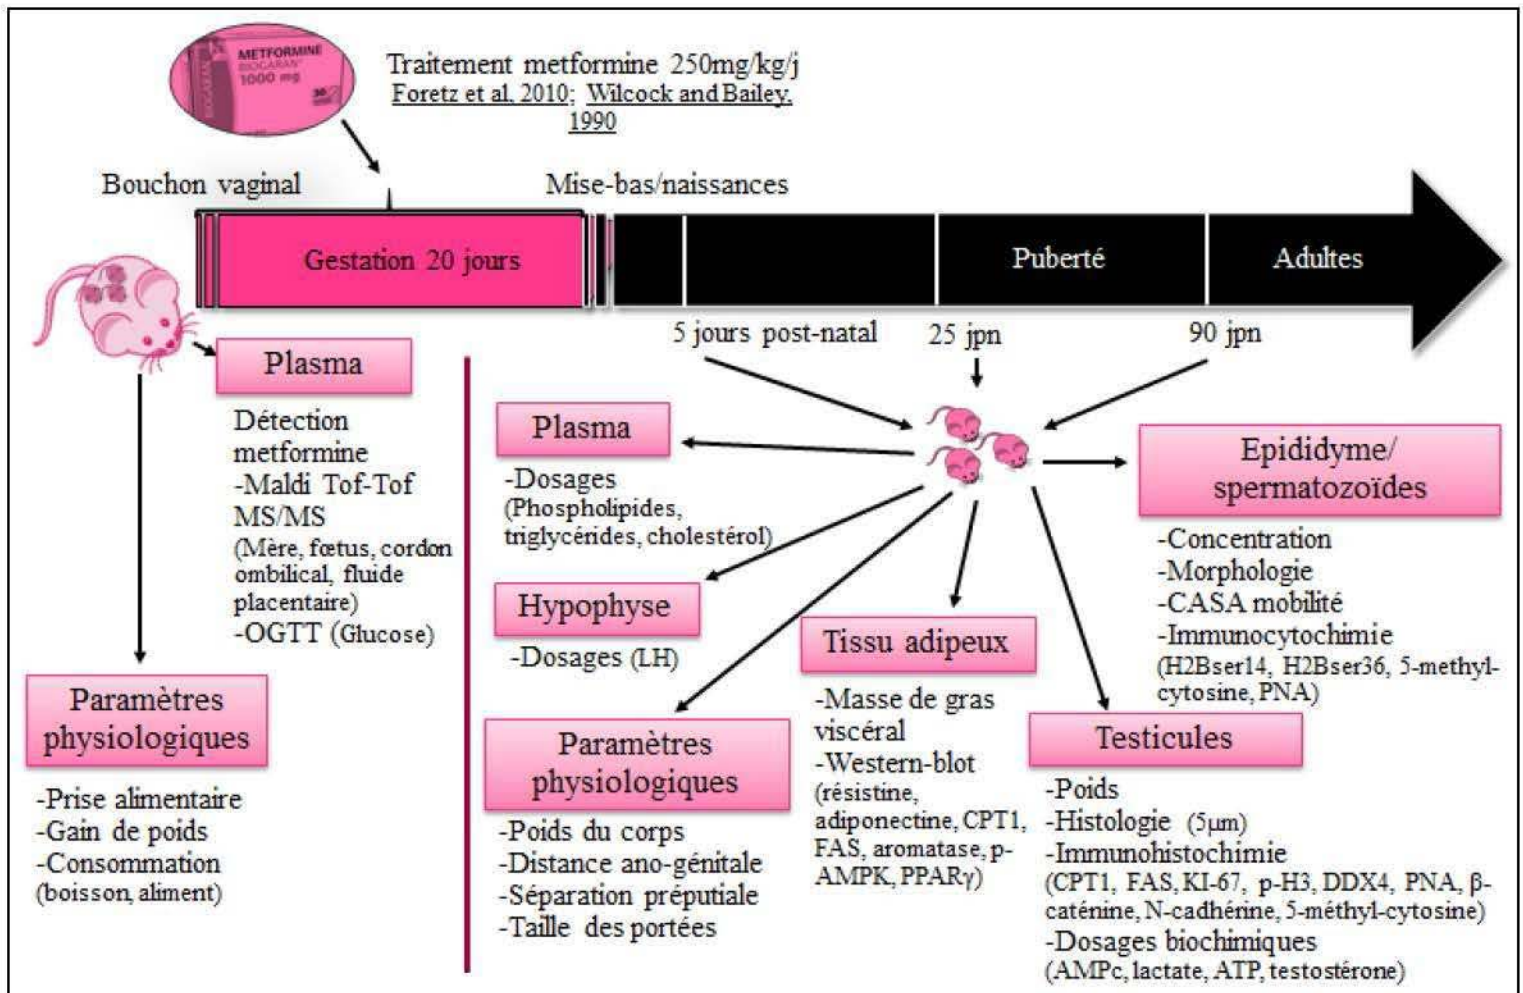 METFORMINE
BIOGARAN
1000 mg
Traitement metformine 250mg/kg/j
Foretz et al, 2010; Wilcock and Bailey,
1990
Bouchon vaginal
Mise-bas/naissances
Gestation 20 jours
Puberté
Adultes
5 jours post-natal
25 jpn
90 jpn
Plasma
Détection
metformine
-Maldi Tof-Tof
MS/MS
(Mère, fœtus, cordon
ombilical, fluide
placentaire)
-OGTT (Glucose)
Paramètres
physiologiques
-Prise alimentaire
-Gain de poids
-Consommation
(boisson, aliment)
Plasma
-Dosages
(Phospholipides,
triglycérides, cholestérol)
Hypophyse
-Dosages (LH)
Paramètres
physiologiques
-Poids du corps
-Distance ano-génitale
-Séparation préputiale
-Taille des portées
Tissu adipeux
-Masse de gras
viscéral
-Western-blot
(résistine,
adiponectine, CPT1,
FAS, aromatase, p-
AMPK, PPARγ)
Epididyme/
spermatozoïdes
-Concentration
-Morphologie
-CASA mobilité
-Immunocytochimie
(H2Bser14, H2Bser36, 5-methyl-
cytosine, PNA)
Testicules
-Poids
-Histologie (5µm)
-Immunohistochimie
(CPT1, FAS, KI-67, p-H3, DDX4, PNA, β-
caténine, N-cadhérine, 5-méthyl-cytosine)
-Dosages biochimiques
(AMPc, lactate, ATP, testostérone)